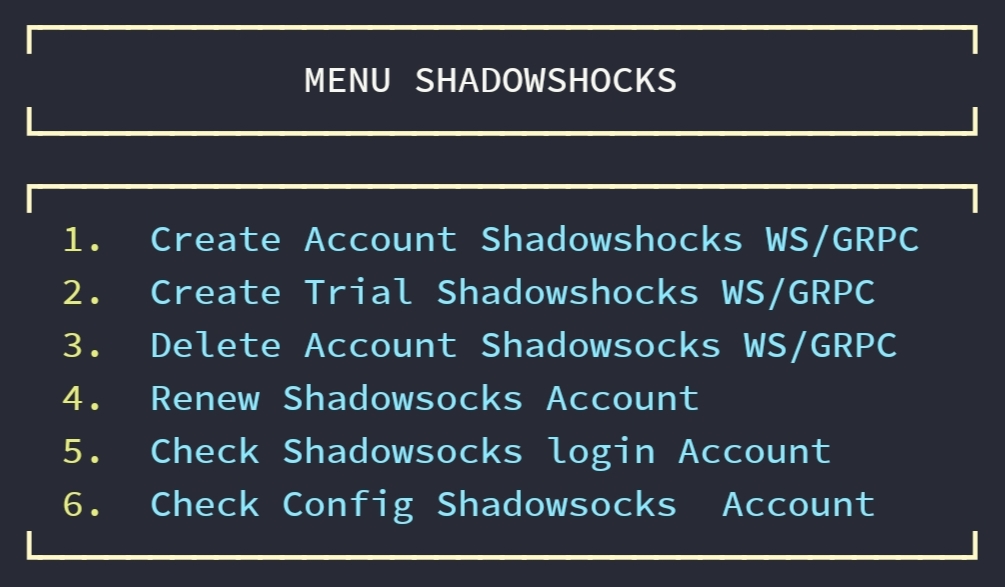 MENU SHADOWSHOCKS
1. Create Account Shadowshocks WS/GRPC
2. Create Trial Shadowshocks WS/GRPC
3. Delete Account Shadowsocks WS/GRPC
4. Renew Shadowsocks Account
5. Check Shadowsocks login Account
6. Check Config Shadowsocks  Account